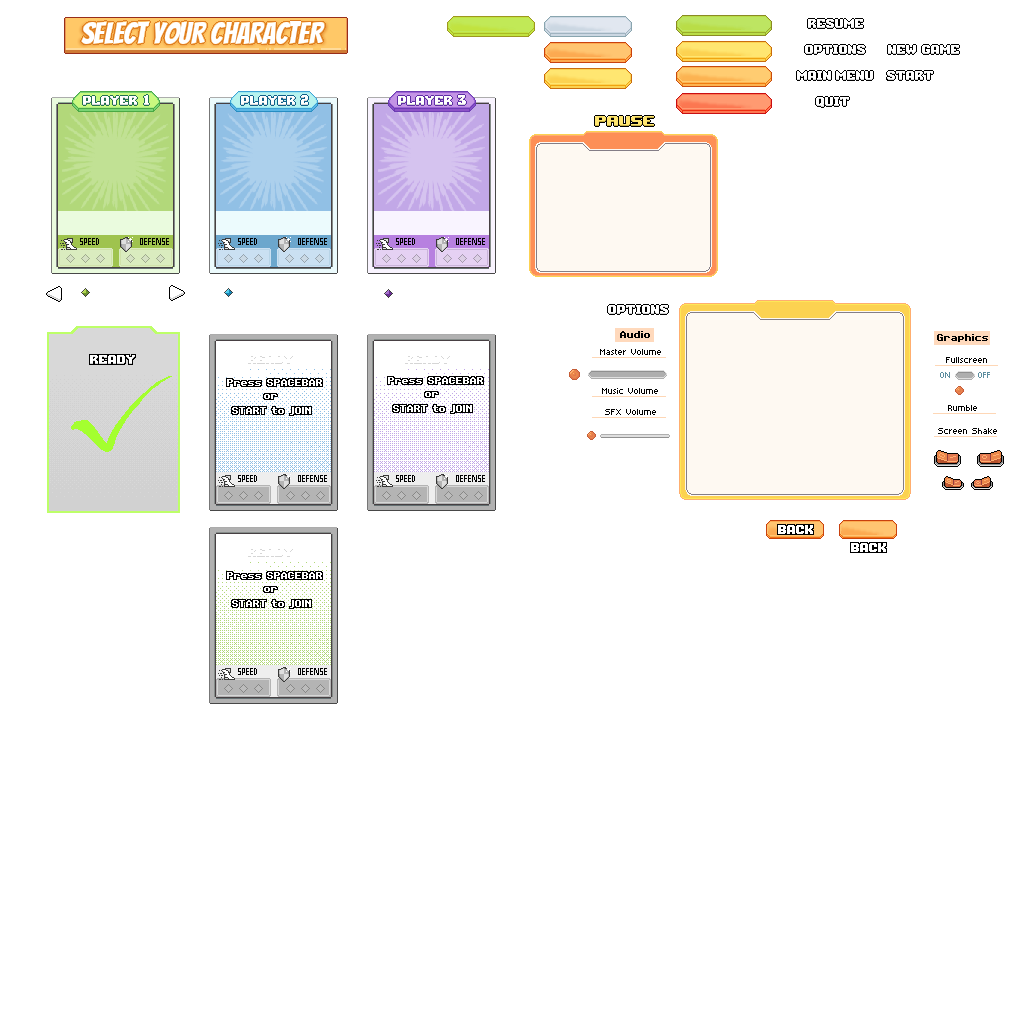 SELECT YOUR CHARACTER
RESUME
OPTIONS NEW GAME
MAIN MENU START
QUIT
PLAYER 1 PLAYER 2 PLAYER 3
PAUSE
SPEED DEFENSE SPEED DEFENSE SPEED DEFENSE
OPTIONS
Audio
Master Volume
Music Volume
SFX Volume
Graphics
Fullscreen
ON OFF
Rumble
Screen Shake
READY
READY
Press SPACEBAR
or
START to JOIN
SPEED DEFENSE
READY
Press SPACEBAR
or
START to JOIN
SPEED DEFENSE
BACK
BACK
READY
Press SPACEBAR
or
START to JOIN
SPEED DEFENSE